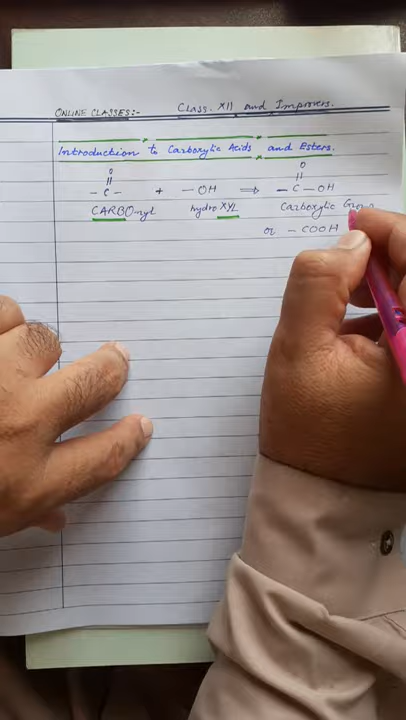 ONLINE CLASSES:- Class. XII and Improvers.
Introduction to Carboxylic Acids and Esters.
O O
|| ||
- C - + - OH ⟹ - C - OH
CARBOnyl hydroXYL Carboxylic Group
or - COOH